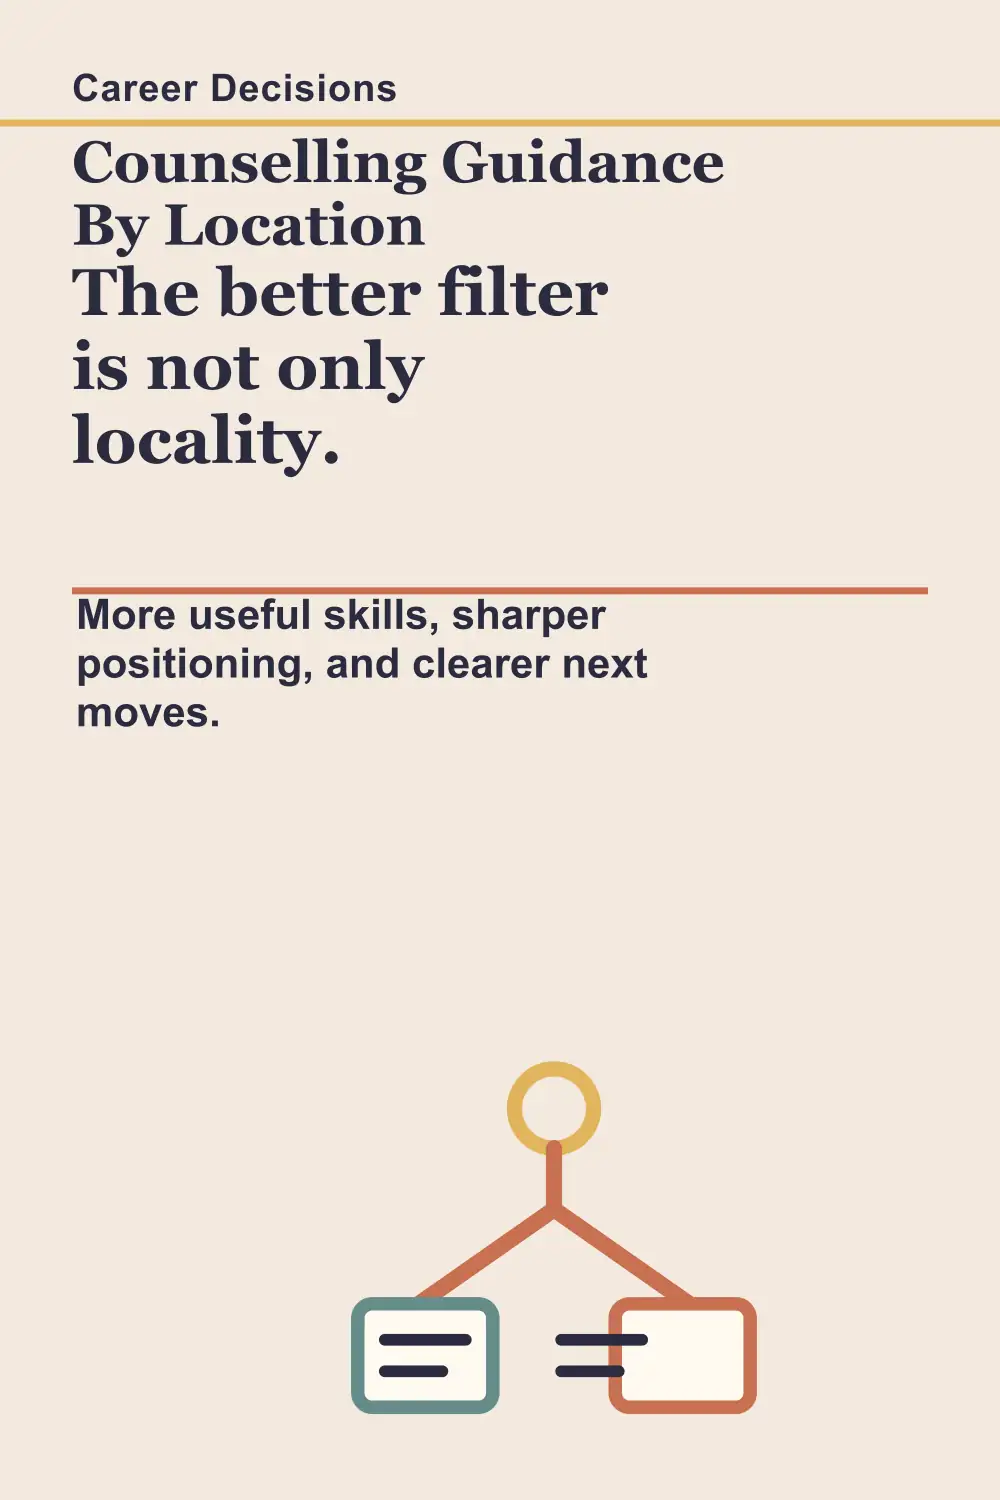 Career Decisions
Counselling Guidance
By Location
The better filter
is not only
locality.
More useful skills, sharper
positioning, and clearer next
moves.